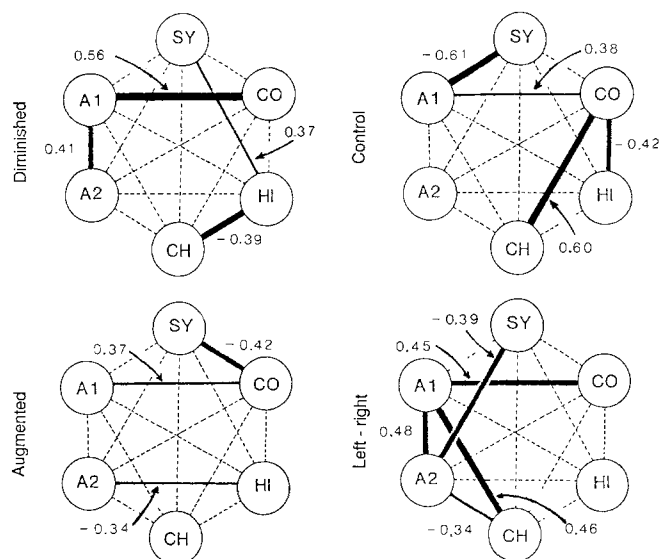 Diminished
SY
0.56
A1
CO
0.41
0.37
A2
HI
CH
-0.39
Control
-0.61
SY
0.38
A1
CO
-0.42
A2
HI
CH
0.60
Augmented
SY
0.37
-0.42
A1
CO
A2
HI
-0.34
CH
Left-right
-0.39
SY
0.45
A1
CO
0.48
A2
HI
-0.34
CH
0.46